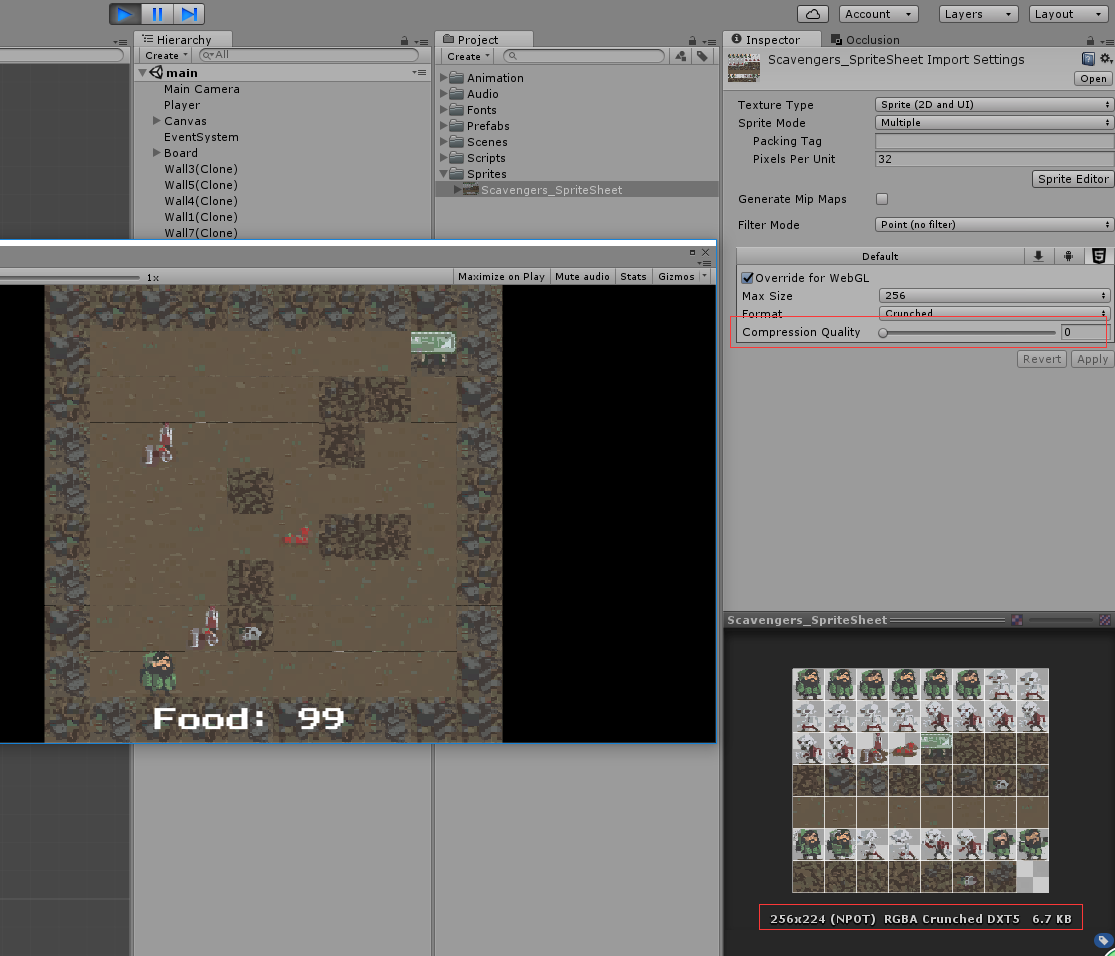 Account
Layers
Layout
Hierarchy
Create
All
main
Main Camera
Player
Canvas
EventSystem
Board
Wall3(Clone)
Wall5(Clone)
Wall4(Clone)
Wall1(Clone)
Wall7(Clone)
Project
Create
Animation
Audio
Fonts
Prefabs
Scenes
Scripts
Sprites
Scavengers_SpriteSheet
Inspector
Occlusion
Scavengers_SpriteSheet Import Settings
Open
Texture Type Sprite (2D and UI)
Sprite Mode Multiple
Packing Tag
Pixels Per Unit 32
Sprite Editor
Generate Mip Maps
Filter Mode Point (no filter)
Default
Override for WebGL
Max Size 256
Format Crunched
Compression Quality 0
Revert Apply
1x
Maximize on Play Mute audio Stats Gizmos
Food: 99
Scavengers_SpriteSheet
256x224 (NPOT) RGBA Crunched DXT5 6.7 KB